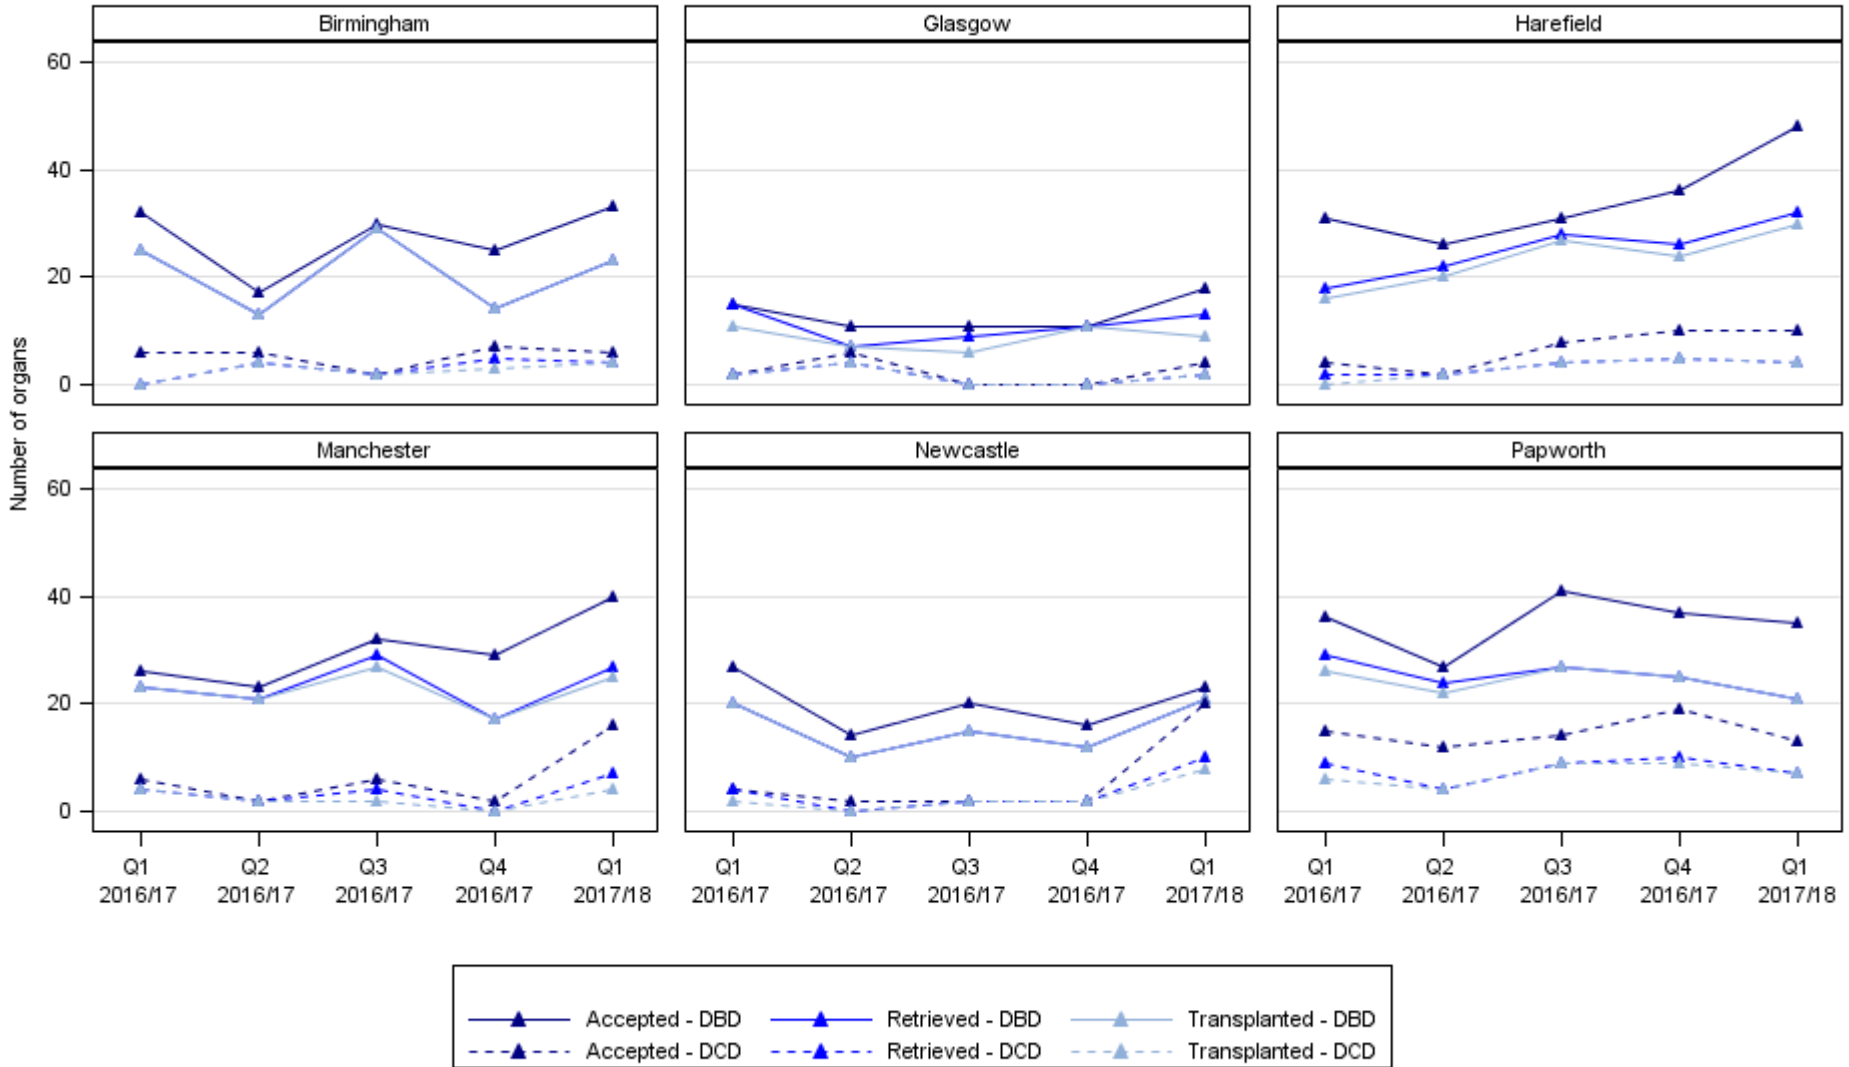 Birmingham
Glasgow
Harefield
60
40
20
0
Number of organs
Manchester
Newcastle
Papworth
60
40
20
0
Q1 Q2 Q3 Q4 Q1 Q1 Q2 Q3 Q4 Q1 Q1 Q2 Q3 Q4 Q1
2016/17 2016/17 2016/17 2016/17 2017/18 2016/17 2016/17 2016/17 2016/17 2017/18 2016/17 2016/17 2016/17 2016/17 2017/18
Accepted - DBD Retrieved - DBD Transplanted - DBD
Accepted - DCD Retrieved - DCD Transplanted - DCD